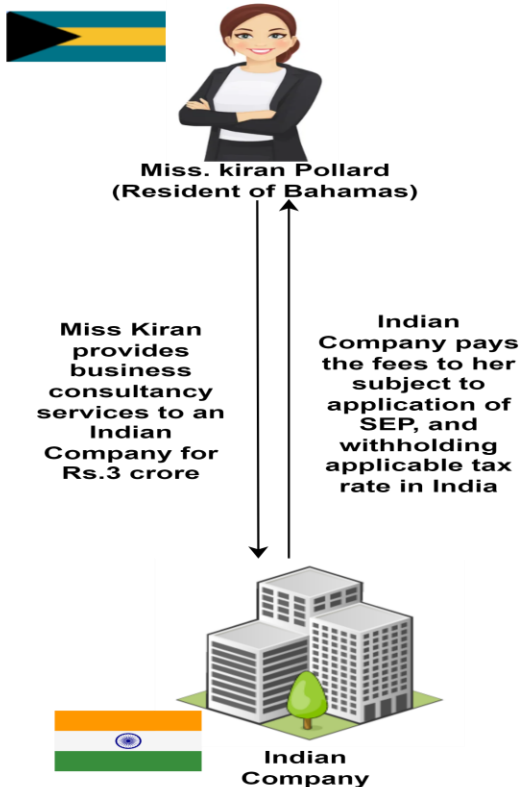 Miss. kiran Pollard
(Resident of Bahamas)
Miss Kiran
provides
business
consultancy
services to an
Indian
Company for
Rs.3 crore
Indian
Company pays
the fees to her
subject to
application of
SEP, and
withholding
applicable tax
rate in India
Indian
Company